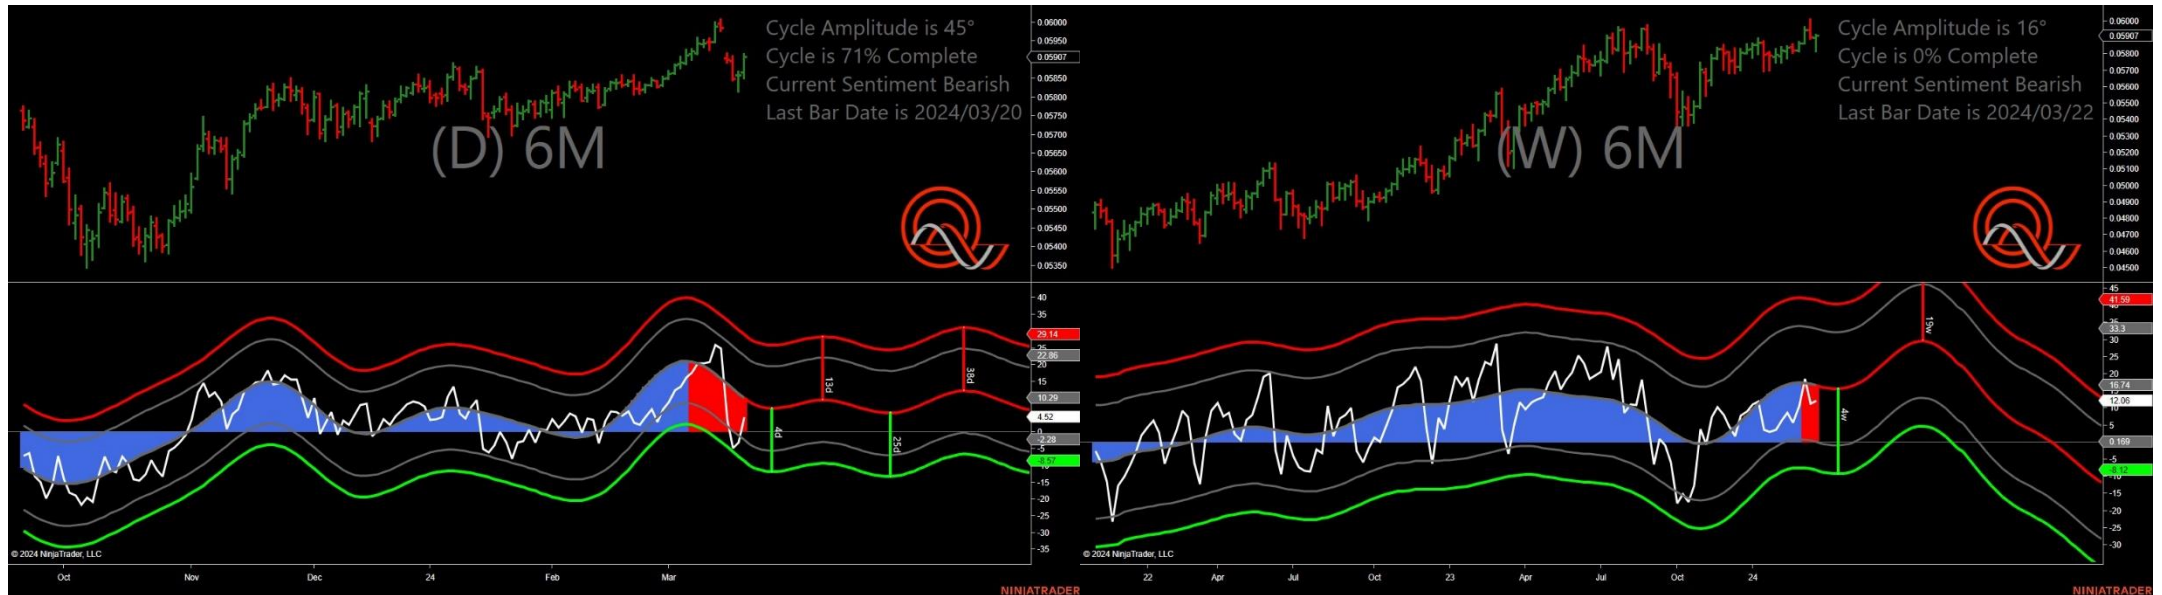 Cycle Amplitude is 45°
Cycle is 71% Complete
Current Sentiment Bearish
Last Bar Date is 2024/03/20
(D) 6M
0.06000
0.05950
0.05907
0.05850
0.05800
0.05750
0.05700
0.05650
0.05600
0.05550
0.05500
0.05450
0.05400
0.05350
40
35
29.14
25
22.86
20
15
10.29
4.52
0
-2.28
-5
-8.57
-15
-20
-25
-30
-35
4d
13d
25d
38d
© 2024 NinjaTrader, LLC
Oct
Nov
Dec
24
Feb
Mar
NINJATRADER
Cycle Amplitude is 16°
Cycle is 0% Complete
Current Sentiment Bearish
Last Bar Date is 2024/03/22
(W) 6M
0.06000
0.05907
0.05800
0.05700
0.05600
0.05500
0.05400
0.05300
0.05200
0.05100
0.05000
0.04900
0.04800
0.04700
0.04600
0.04500
45
41.59
33.3
30
25
20
16.74
12.06
5
0.169
-5
-8.12
-15
-20
-25
-30
4w
19w
© 2024 NinjaTrader, LLC
22
Apr
Jul
Oct
23
Apr
Jul
Oct
24
NINJATRADER